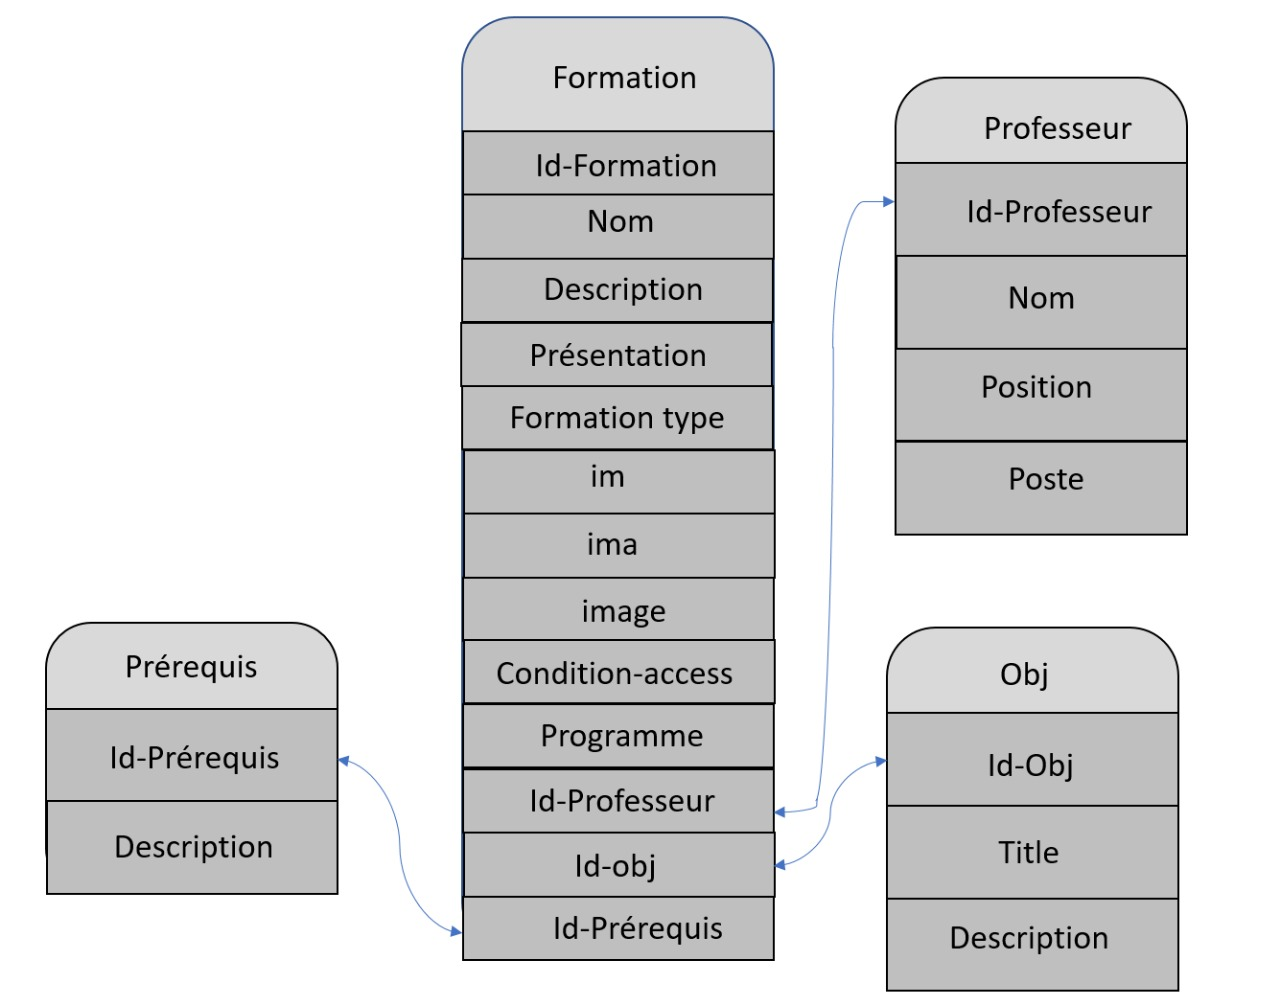 Formation
Id-Formation
Nom
Description
Présentation
Formation type
im
ima
image
Condition-access
Programme
Id-Professeur
Id-obj
Id-Prérequis
Professeur
Id-Professeur
Nom
Position
Poste
Prérequis
Id-Prérequis
Description
Obj
Id-Obj
Title
Description